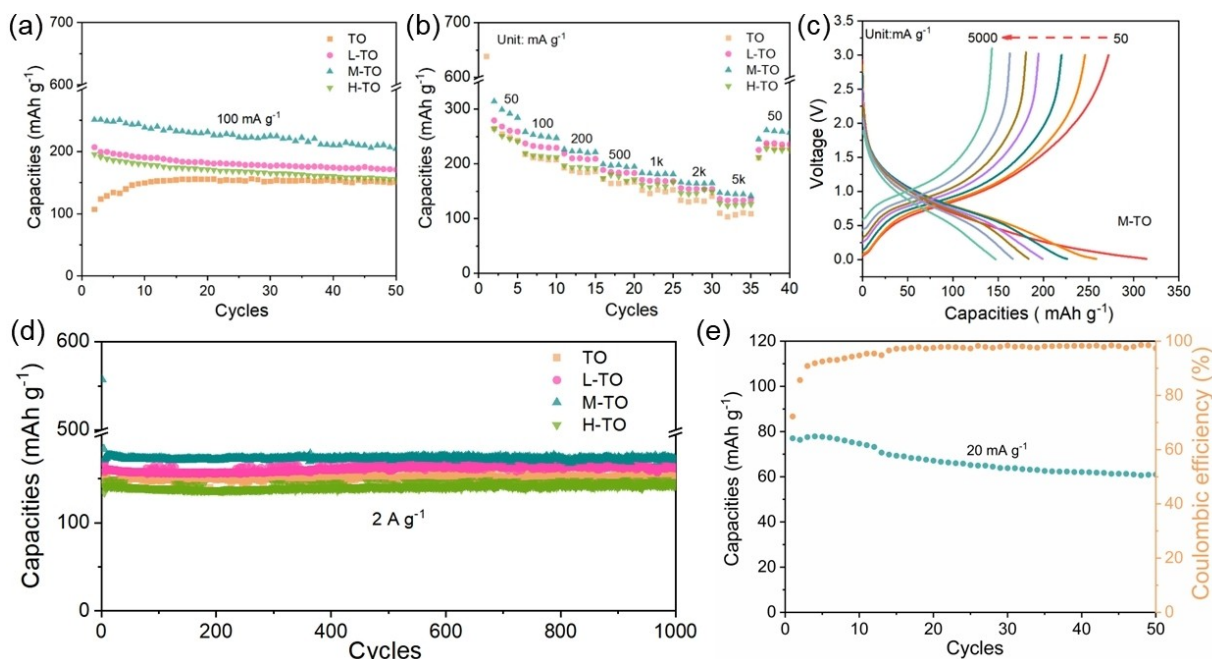 (a)
700
600
300
200
100
0
Capacities (mAh g⁻¹)
TO
L-TO
M-TO
H-TO
100 mA g⁻¹
0 10 20 30 40 50
Cycles
(b)
700
600
400
300
200
100
0
Capacities (mAh g⁻¹)
Unit: mA g⁻¹
TO
L-TO
M-TO
H-TO
50
100
200
500
1k
2k
5k
50
0 5 10 15 20 25 30 35 40
Cycles
(c)
3.5
3.0
2.5
2.0
1.5
1.0
0.5
0.0
Voltage (V)
Unit:mA g⁻¹
5000 50
M-TO
0 50 100 150 200 250 300 350
Capacities ( mAh g⁻¹)
(d)
600
500
100
0
Capacities (mAh g⁻¹)
TO
L-TO
M-TO
H-TO
2 A g⁻¹
0 200 400 600 800 1000
Cycles
(e)
120
100
80
60
40
20
0
Capacities (mAh g⁻¹)
20 mA g⁻¹
100
80
60
40
20
0
Coulombic efficiency (%)
0 10 20 30 40 50
Cycles